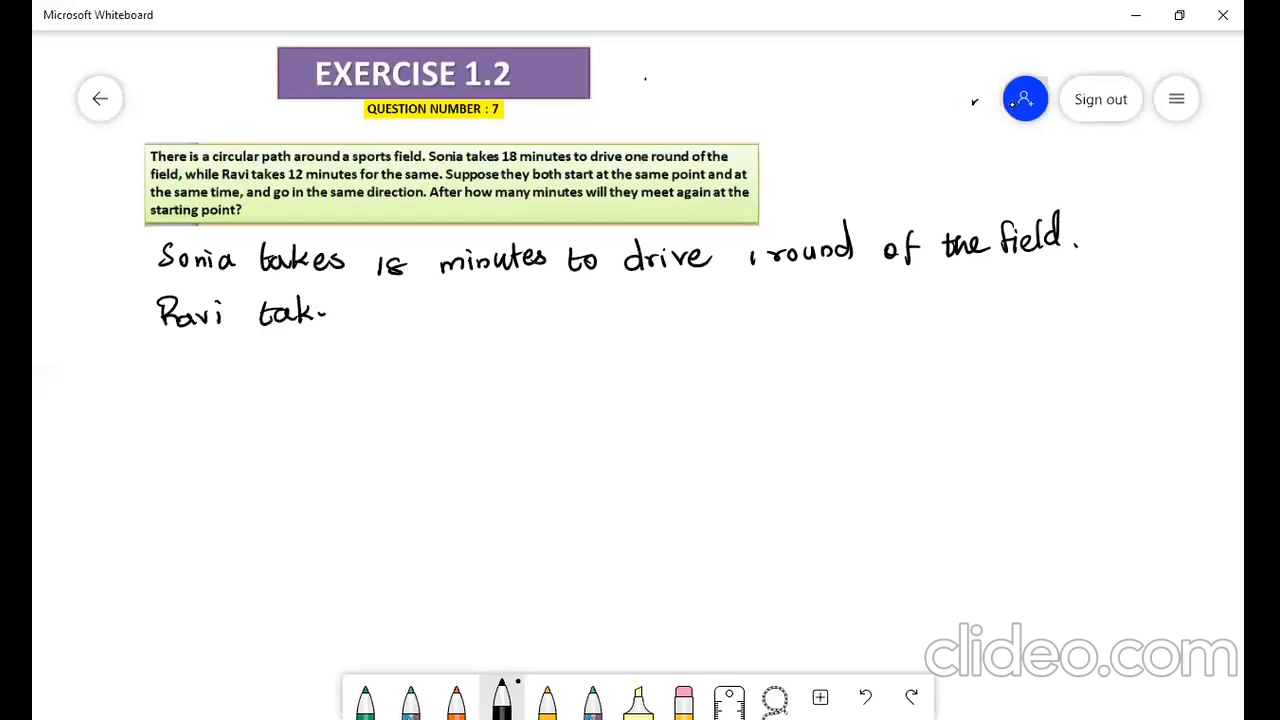 Microsoft Whiteboard
EXERCISE 1.2
QUESTION NUMBER : 7
Sign out
There is a circular path around a sports field. Sonia takes 18 minutes to drive one round of the
field, while Ravi takes 12 minutes for the same. Suppose they both start at the same point and at
the same time, and go in the same direction. After how many minutes will they meet again at the
starting point?
Sonia takes 18 minutes to drive 1 round of the field.
Ravi tak
clideo.com